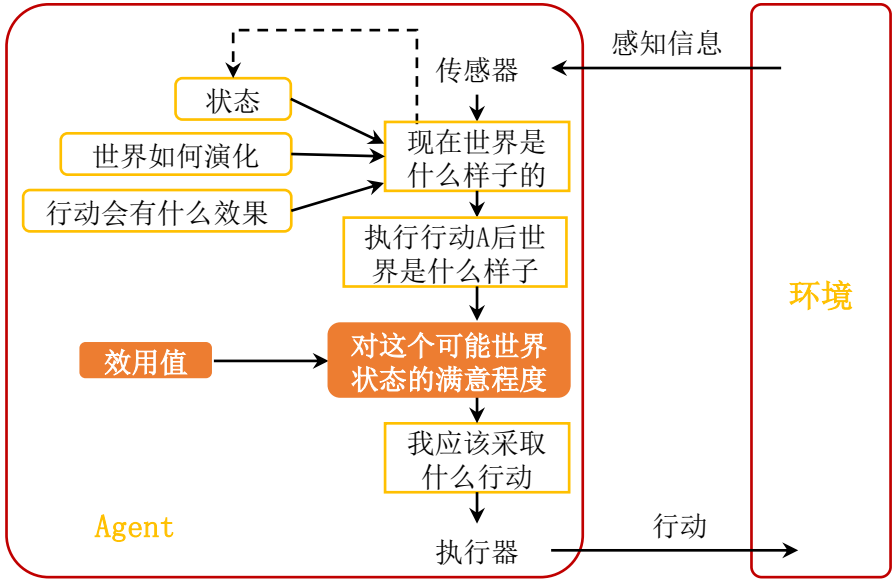 感知信息
传感器
状态
现在世界是
什么样子的
世界如何演化
行动会有什么效果
执行行动A后世
界是什么样子
环境
对这个可能世界
状态的满意程度
效用值
我应该采取
什么行动
Agent
行动
执行器